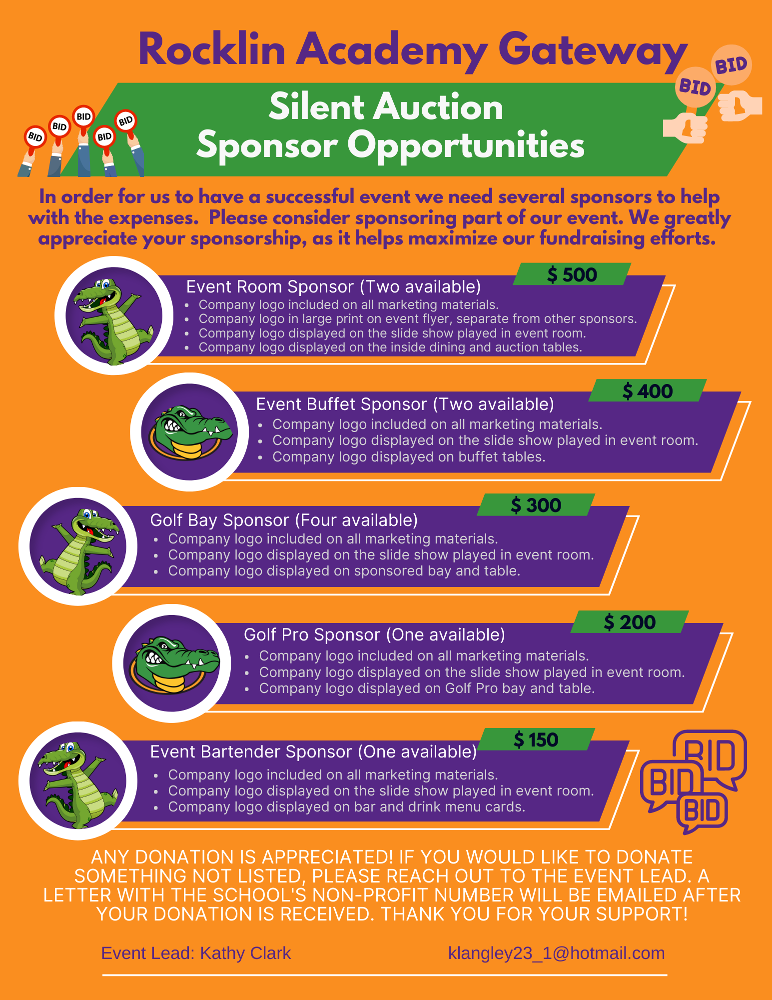 Rocklin Academy Gateway
BID
BID
Silent Auction
Sponsor Opportunities
BID
BID
BID
BID
BID
In order for us to have a successful event we need several sponsors to help
with the expenses.  Please consider sponsoring part of our event. We greatly
appreciate your sponsorship, as it helps maximize our fundraising efforts.
$ 500
Event Room Sponsor (Two available)
• Company logo included on all marketing materials.
• Company logo in large print on event flyer, separate from other sponsors.
• Company logo displayed on the slide show played in event room.
• Company logo displayed on the inside dining and auction tables.
$ 400
Event Buffet Sponsor (Two available)
• Company logo included on all marketing materials.
• Company logo displayed on the slide show played in event room.
• Company logo displayed on buffet tables.
$ 300
Golf Bay Sponsor (Four available)
• Company logo included on all marketing materials.
• Company logo displayed on the slide show played in event room.
• Company logo displayed on sponsored bay and table.
$ 200
Golf Pro Sponsor (One available)
• Company logo included on all marketing materials.
• Company logo displayed on the slide show played in event room.
• Company logo displayed on Golf Pro bay and table.
$ 150
Event Bartender Sponsor (One available)
• Company logo included on all marketing materials.
• Company logo displayed on the slide show played in event room.
• Company logo displayed on bar and drink menu cards.
BID
BID
BID
ANY DONATION IS APPRECIATED! IF YOU WOULD LIKE TO DONATE
SOMETHING NOT LISTED, PLEASE REACH OUT TO THE EVENT LEAD. A
LETTER WITH THE SCHOOL'S NON-PROFIT NUMBER WILL BE EMAILED AFTER
YOUR DONATION IS RECEIVED. THANK YOU FOR YOUR SUPPORT!
Event Lead: Kathy Clark
klangley23_1@hotmail.com